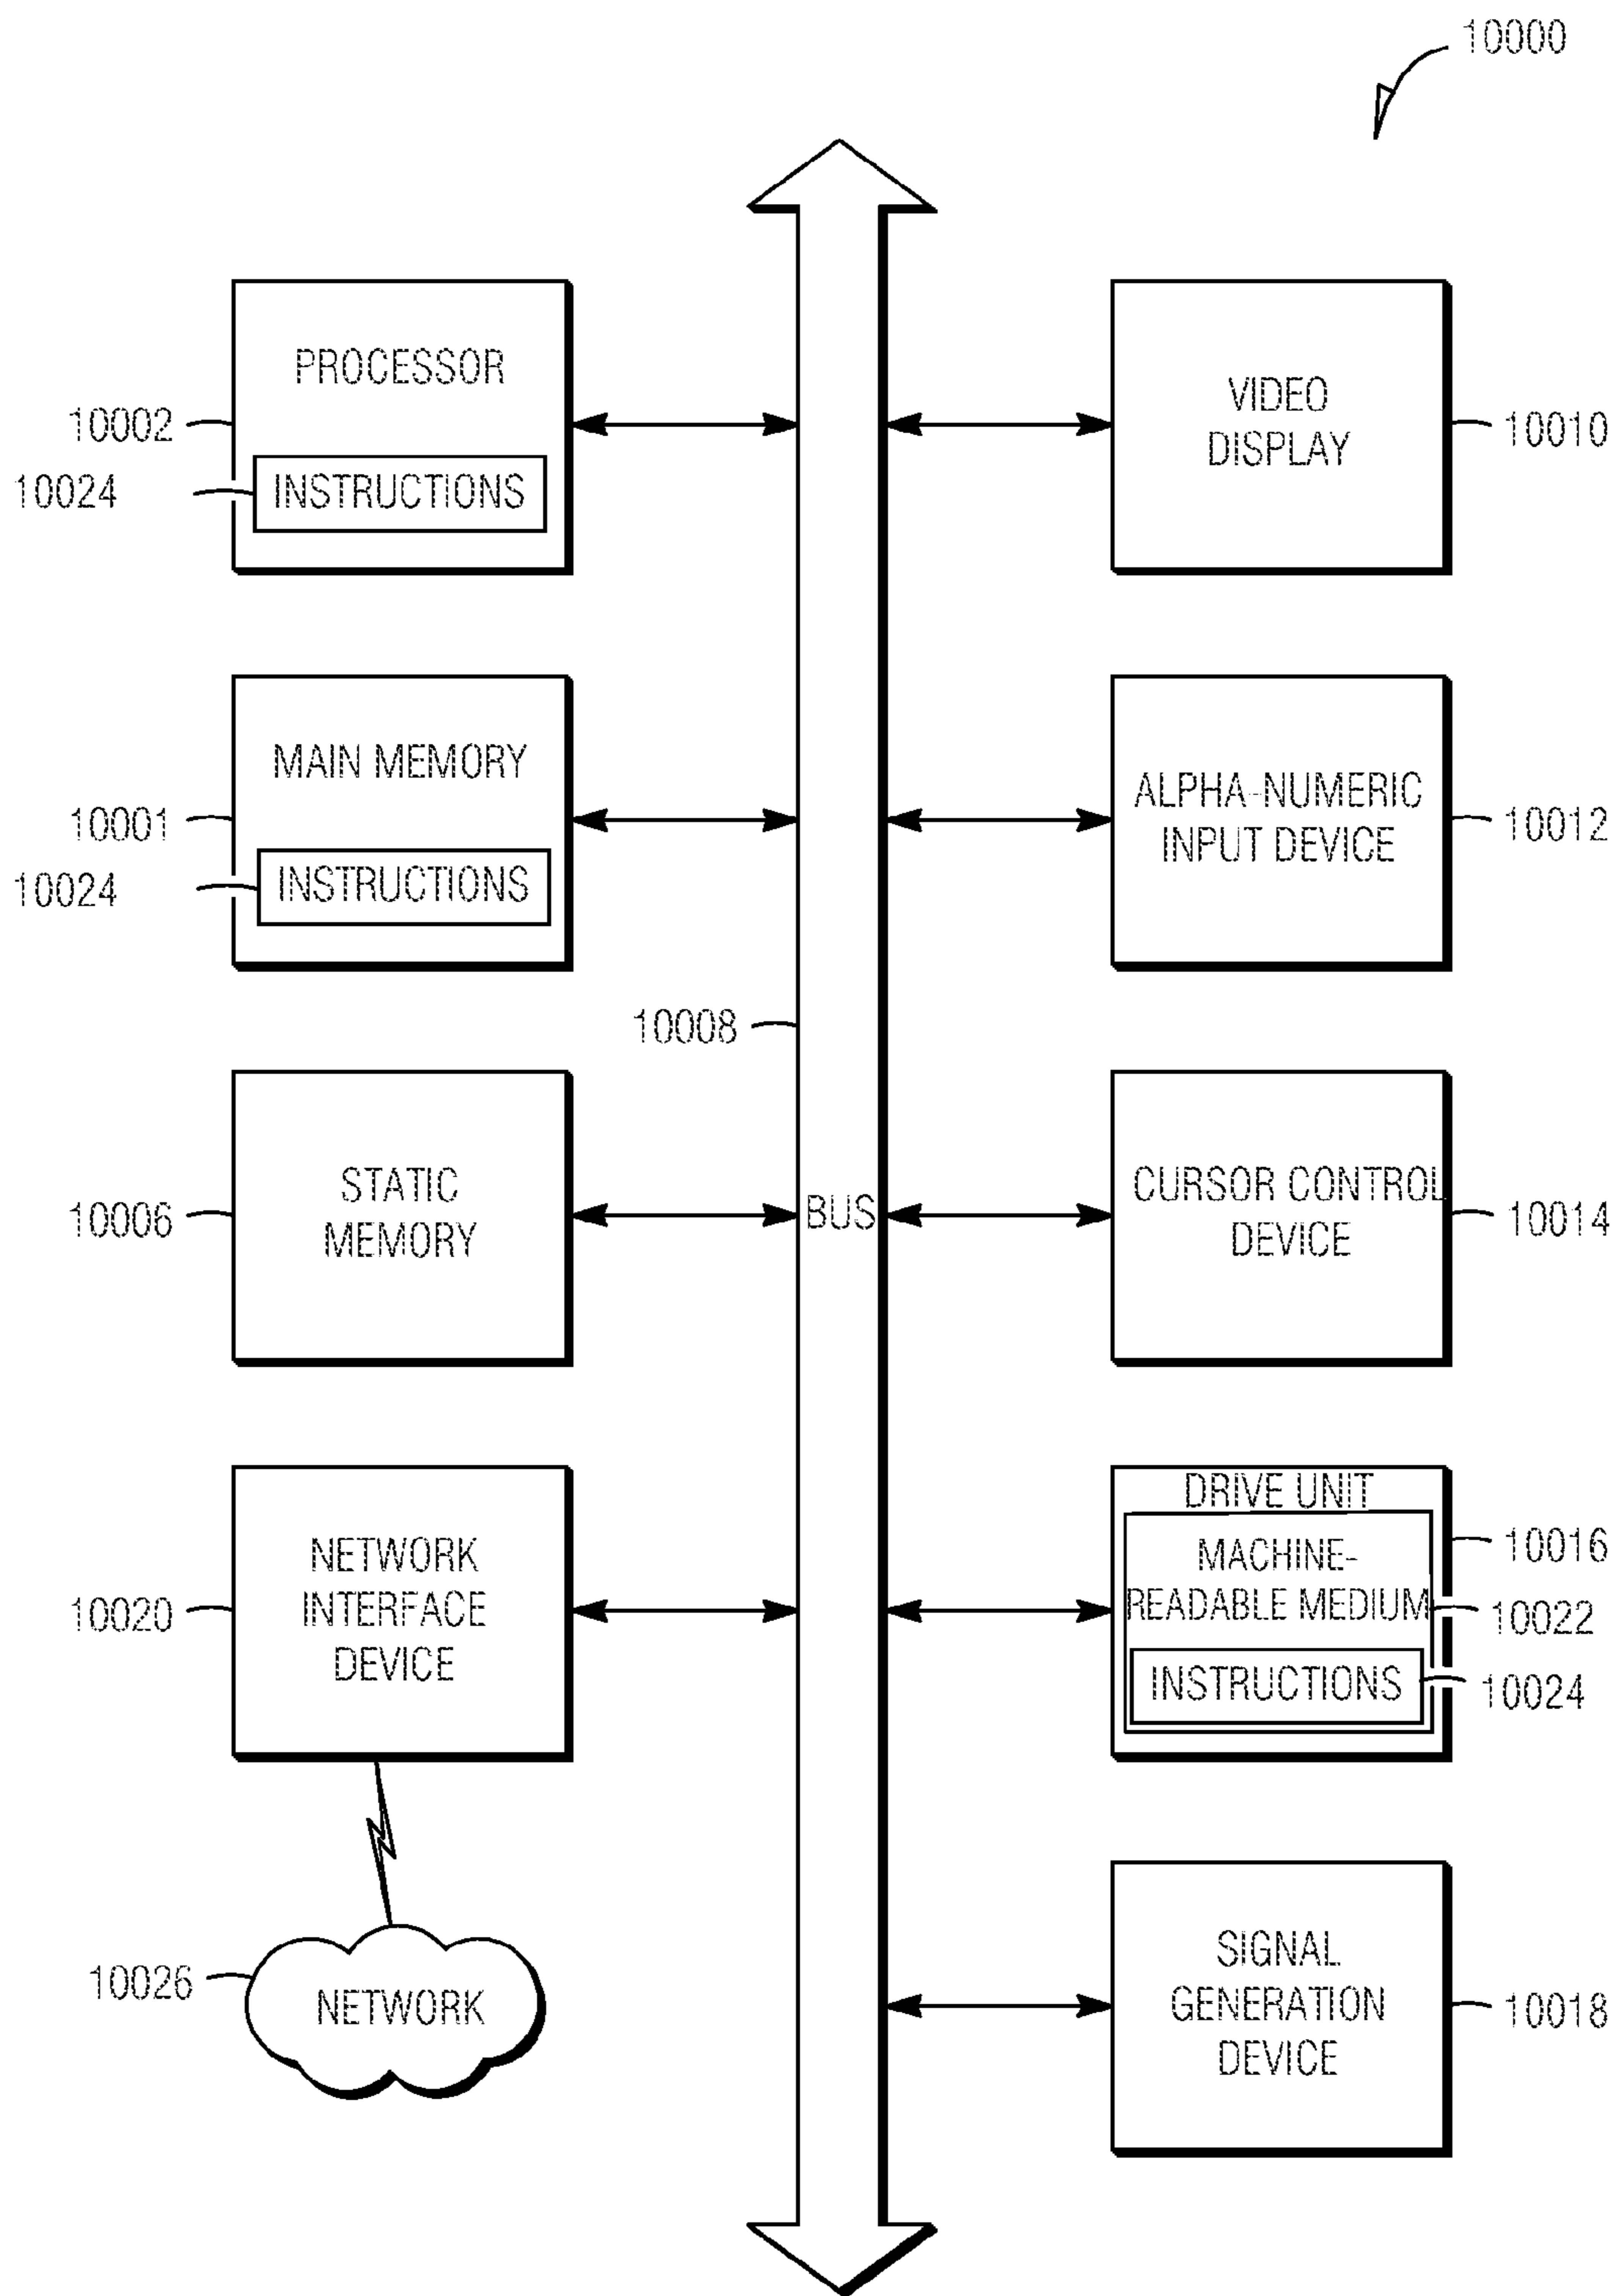 10000
PROCESSOR
10002
10024
INSTRUCTIONS
VIDEO
DISPLAY
10010
MAIN MEMORY
10001
10024
INSTRUCTIONS
ALPHA-NUMERIC
INPUT DEVICE
10012
10008
STATIC
MEMORY
10006
BUS
CURSOR CONTROL
DEVICE
10014
NETWORK
INTERFACE
DEVICE
10020
DRIVE UNIT
MACHINE-
READABLE MEDIUM
INSTRUCTIONS
10016
10022
10024
10026
NETWORK
SIGNAL
GENERATION
DEVICE
10018